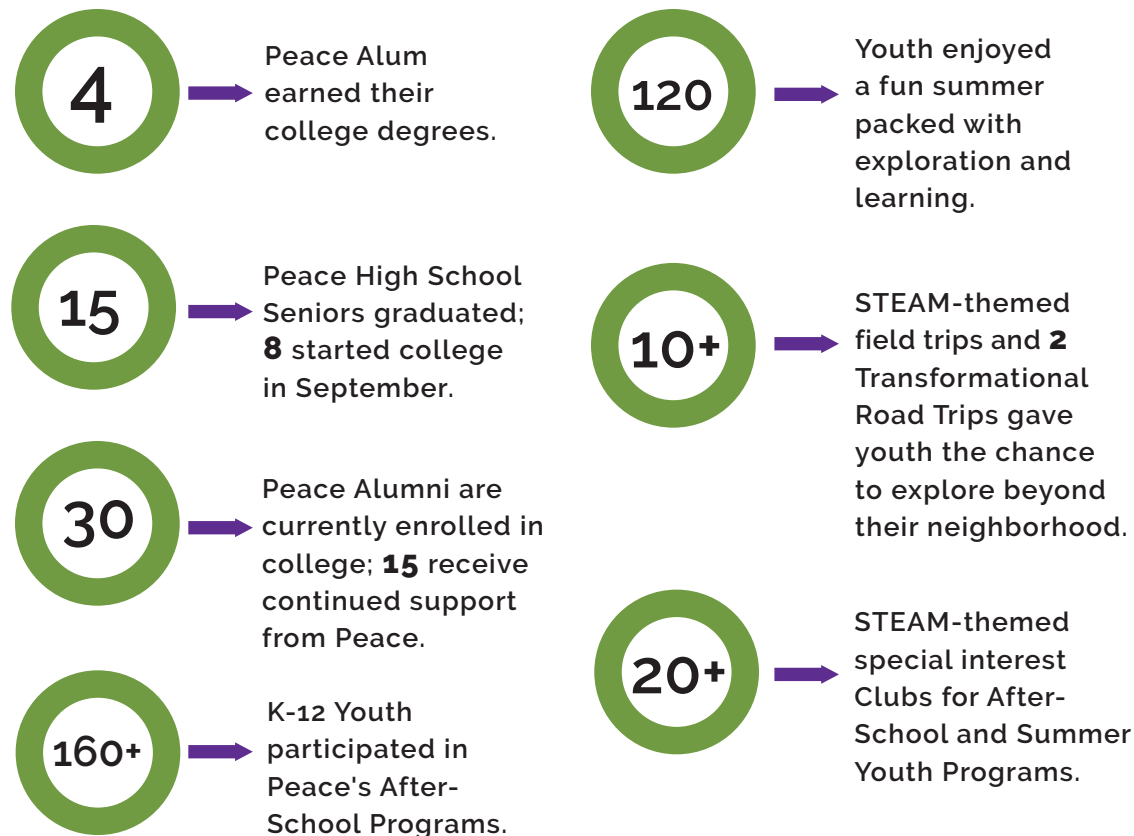 4
Peace Alum
earned their
college degrees.
15
Peace High School
Seniors graduated;
8 started college
in September.
30
Peace Alumni are
currently enrolled in
college; 15 receive
continued support
from Peace.
160+
K-12 Youth
participated in
Peace's After-
School Programs.
120
Youth enjoyed
a fun summer
packed with
exploration and
learning.
10+
STEAM-themed
field trips and 2
Transformational
Road Trips gave
youth the chance
to explore beyond
their neighborhood.
20+
STEAM-themed
special interest
Clubs for After-
School and Summer
Youth Programs.